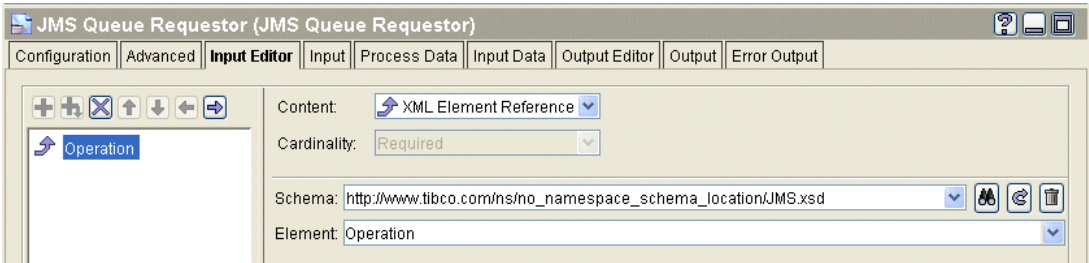 JMS Queue Requestor (JMS Queue Requestor)
Configuration Advanced Input Editor Input Process Data Input Data Output Editor Output Error Output
Content: XML Element Reference
Operation
Cardinality: Required
Schema: http://www.tibco.com/ns/no_namespace_schema_location/JMS.xsd
Element: Operation